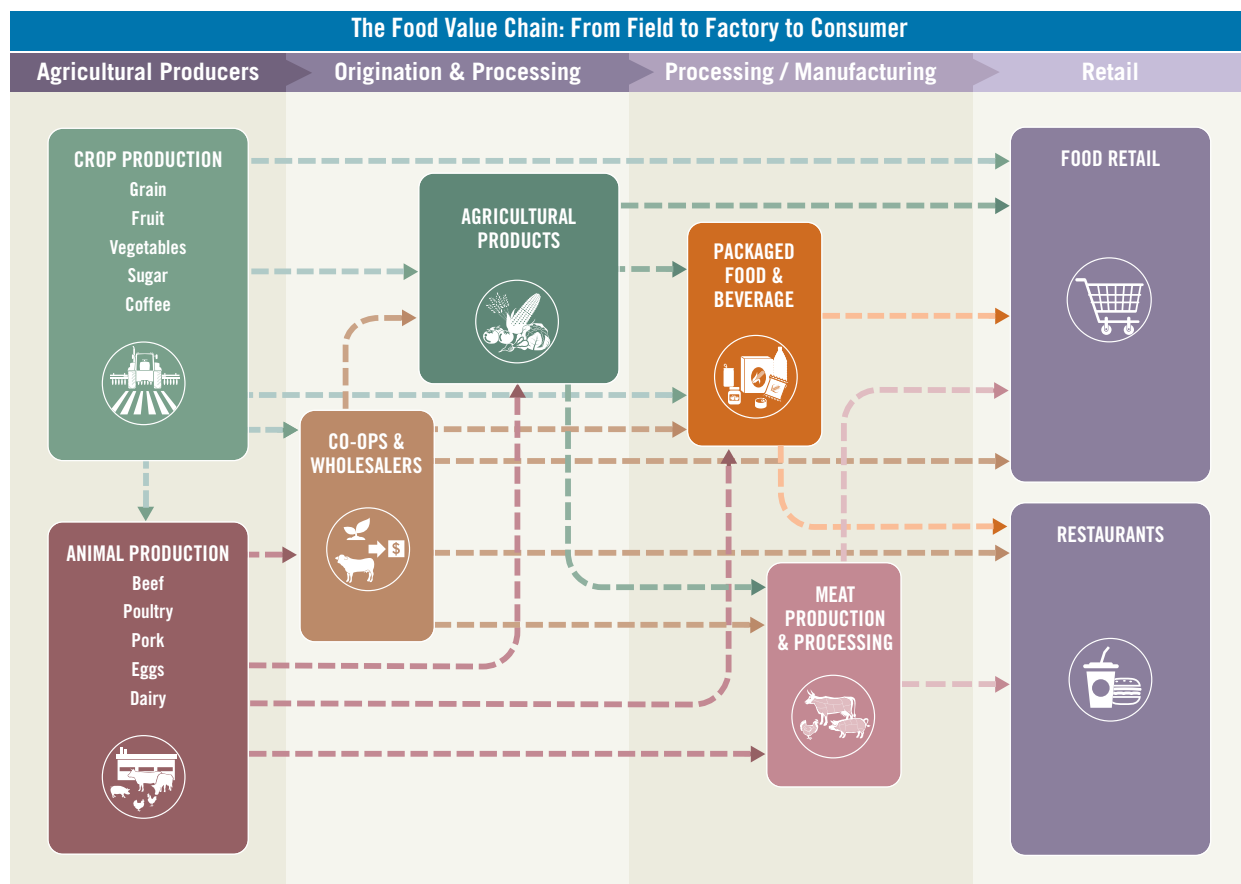 The Food Value Chain: From Field to Factory to Consumer
Agricultural Producers
Origination & Processing
Processing / Manufacturing
Retail
CROP PRODUCTION
Grain
Fruit
Vegetables
Sugar
Coffee
ANIMAL PRODUCTION
Beef
Poultry
Pork
Eggs
Dairy
CO-OPS &
WHOLESALERS
$
AGRICULTURAL
PRODUCTS
PACKAGED
FOOD &
BEVERAGE
MEAT
PRODUCTION
& PROCESSING
FOOD RETAIL
RESTAURANTS